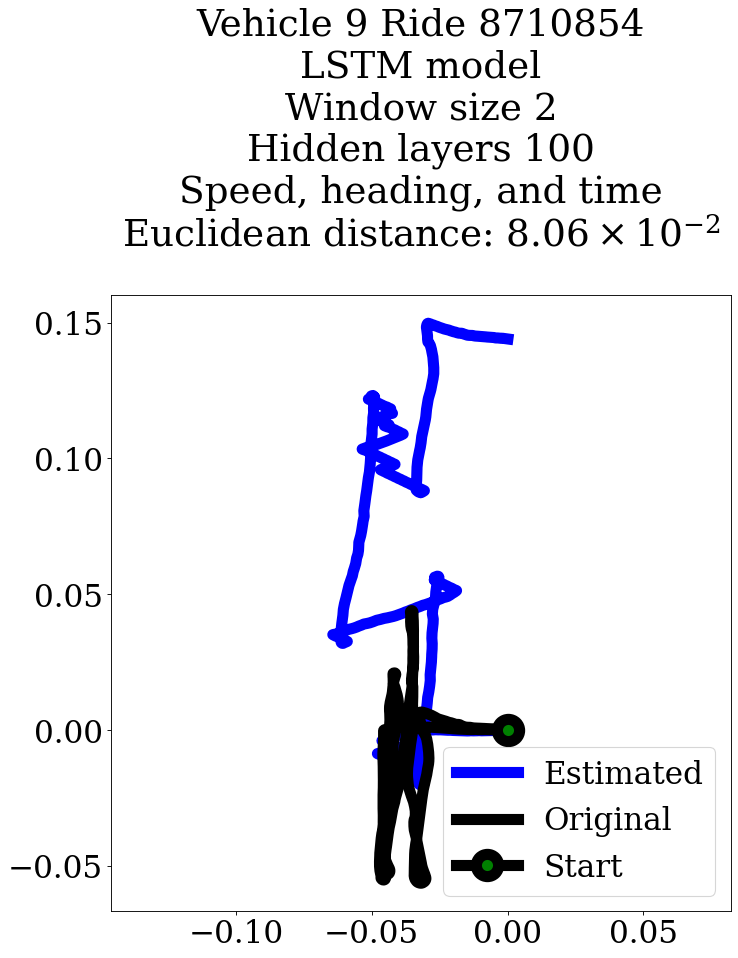 Vehicle 9 Ride 8710854
LSTM model
Window size 2
Hidden layers 100
Speed, heading, and time
Euclidean distance: 8.06 × 10⁻²
0.15
0.10
0.05
0.00
−0.05
Estimated
Original
Start
−0.10 −0.05 0.00 0.05